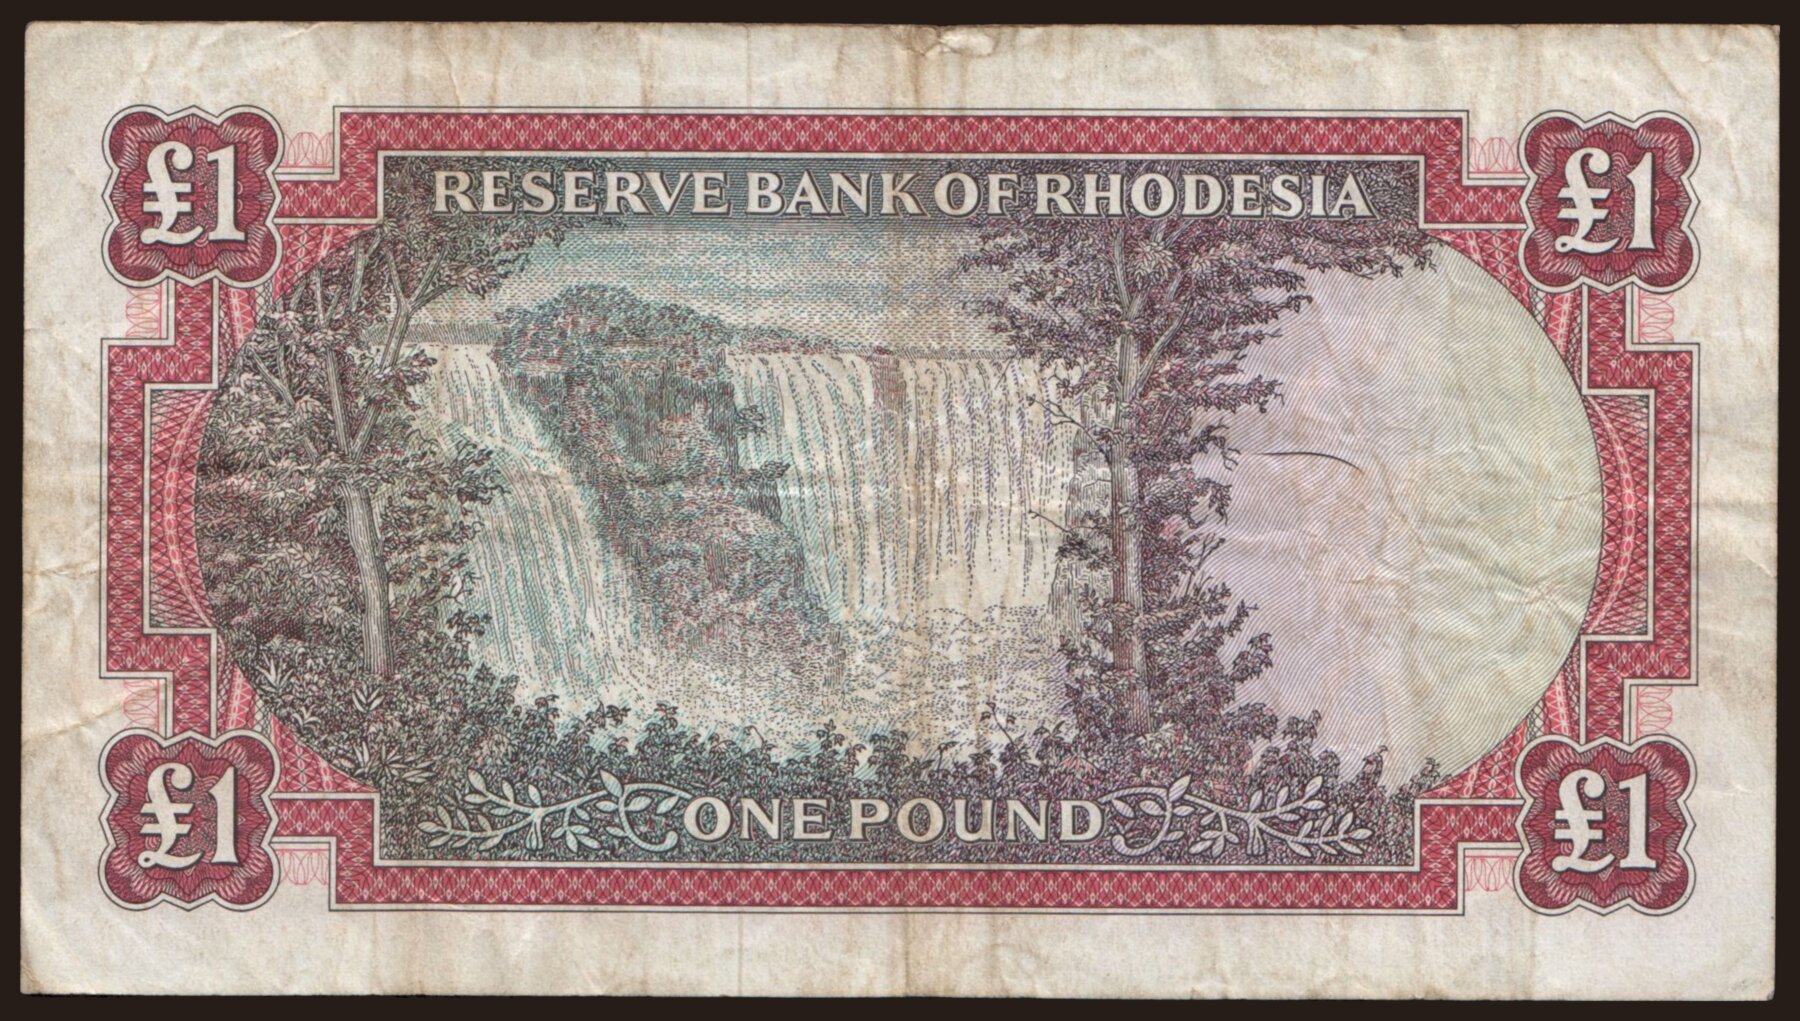 £1 £1
RESERVE BANK OF RHODESIA
£1 ONE POUND £1